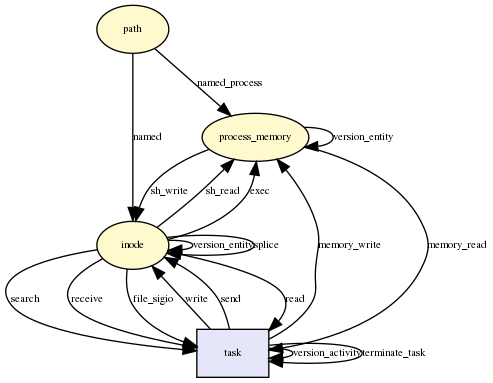 path
named_process
named
process_memory
version_entity
sh_write
sh_read
exec
inode
version_entity
splice
memory_write
memory_read
search
receive
file_sigio
write
send
read
task
version_activity
terminate_task